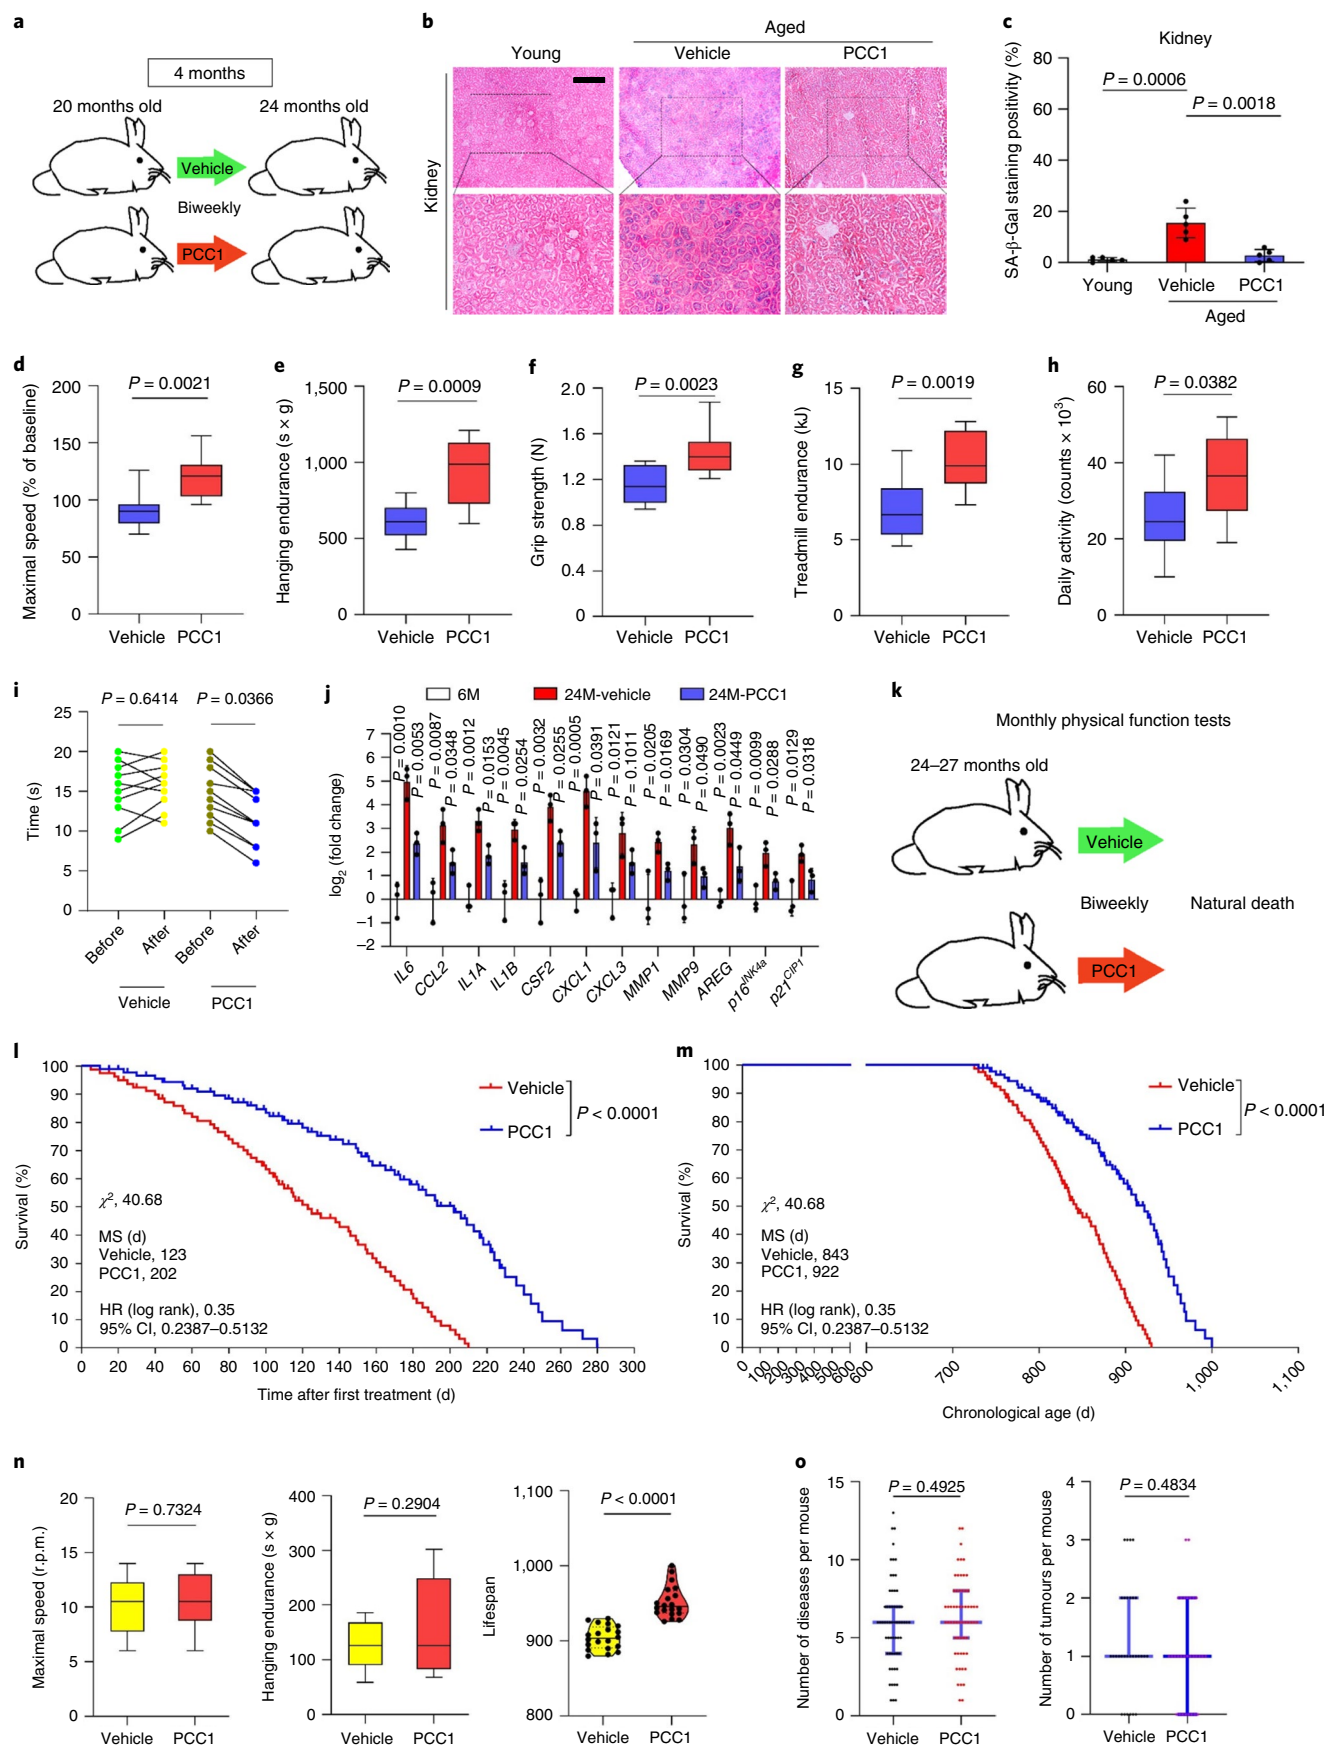 a
4 months
20 months old
24 months old
Vehicle
Biweekly
PCC1
b
Aged
Young
Vehicle
PCC1
Kidney
c
Kidney
SA-β-Gal staining positivity (%)
80
60
40
20
0
P = 0.0006
P = 0.0018
Young
Vehicle
PCC1
Aged
d
Maximal speed (% of baseline)
200
150
100
50
0
P = 0.0021
Vehicle
PCC1
e
Hanging endurance (s × g)
1,500
1,000
500
0
P = 0.0009
Vehicle
PCC1
f
Grip strength (N)
2.0
1.6
1.2
0.8
0.4
0
P = 0.0023
Vehicle
PCC1
g
Treadmill endurance (kJ)
15
10
5
0
P = 0.0019
Vehicle
PCC1
h
Daily activity (counts × 10³)
60
40
20
0
P = 0.0382
Vehicle
PCC1
i
P = 0.6414
P = 0.0366
Time (s)
25
20
15
10
5
0
Before
After
Before
After
Vehicle
PCC1
j
6M
24M-vehicle
24M-PCC1
log₂ (fold change)
7
6
5
4
3
2
1
0
–1
–2
P = 0.0010
P = 0.0053
P = 0.0087
P = 0.0348
P = 0.0012
P = 0.0153
P = 0.0045
P = 0.0254
P = 0.0032
P = 0.0255
P = 0.0005
P = 0.0391
P = 0.0121
P = 0.1011
P = 0.0205
P = 0.0169
P = 0.0304
P = 0.0490
P = 0.0023
P = 0.0449
P = 0.0099
P = 0.0288
P = 0.0129
P = 0.0318
IL6
CCL2
IL1A
IL1B
CSF2
CXCL1
CXCL3
MMP1
MMP9
AREG
p16^INK4a
p21^CIP1
k
Monthly physical function tests
24–27 months old
Vehicle
Biweekly
Natural death
PCC1
l
Survival (%)
100
90
80
70
60
50
40
30
20
10
0
Vehicle
PCC1
P < 0.0001
χ², 40.68
MS (d)
Vehicle, 123
PCC1, 202
HR (log rank), 0.35
95% CI, 0.2387–0.5132
0 20 40 60 80 100 120 140 160 180 200 220 240 260 280 300
Time after first treatment (d)
m
Survival (%)
100
90
80
70
60
50
40
30
20
10
0
Vehicle
PCC1
P < 0.0001
χ², 40.68
MS (d)
Vehicle, 843
PCC1, 922
HR (log rank), 0.35
95% CI, 0.2387–0.5132
0 100 200 300 400 500 600 600 700 800 900 1,000 1,100
Chronological age (d)
n
Maximal speed (r.p.m.)
20
15
10
5
0
P = 0.7324
Vehicle
PCC1
Hanging endurance (s × g)
400
300
200
100
0
P = 0.2904
Vehicle
PCC1
Lifespan
1,100
1,000
900
800
P < 0.0001
Vehicle
PCC1
o
Number of diseases per mouse
15
10
5
0
P = 0.4925
Vehicle
PCC1
Number of tumours per mouse
4
3
2
1
0
P = 0.4834
Vehicle
PCC1